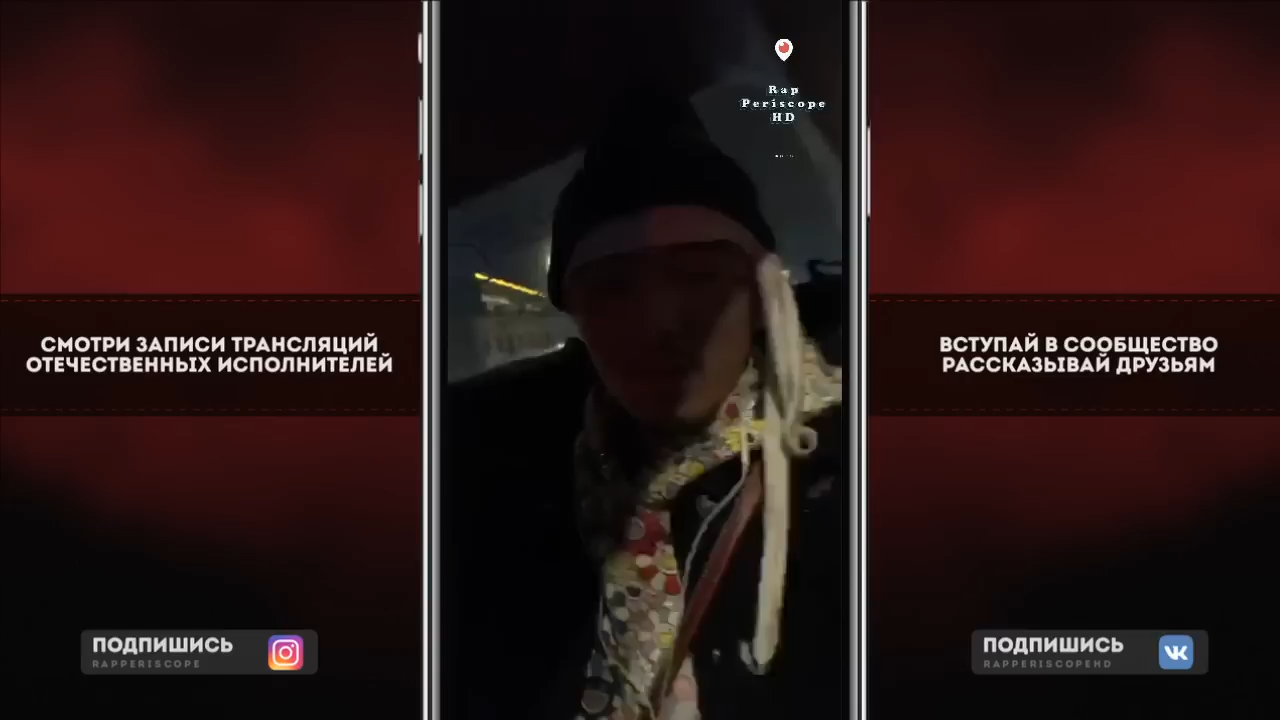 Rap
Periscope
HD
СМОТРИ ЗАПИСИ ТРАНСЛЯЦИЙ
ОТЕЧЕСТВЕННЫХ ИСПОЛНИТЕЛЕЙ
ВСТУПАЙ В СООБЩЕСТВО
РАССКАЗЫВАЙ ДРУЗЬЯМ
ПОДПИШИСЬ
RAPPERISCOPE
ПОДПИШИСЬ
RAPPERISCOPEHD